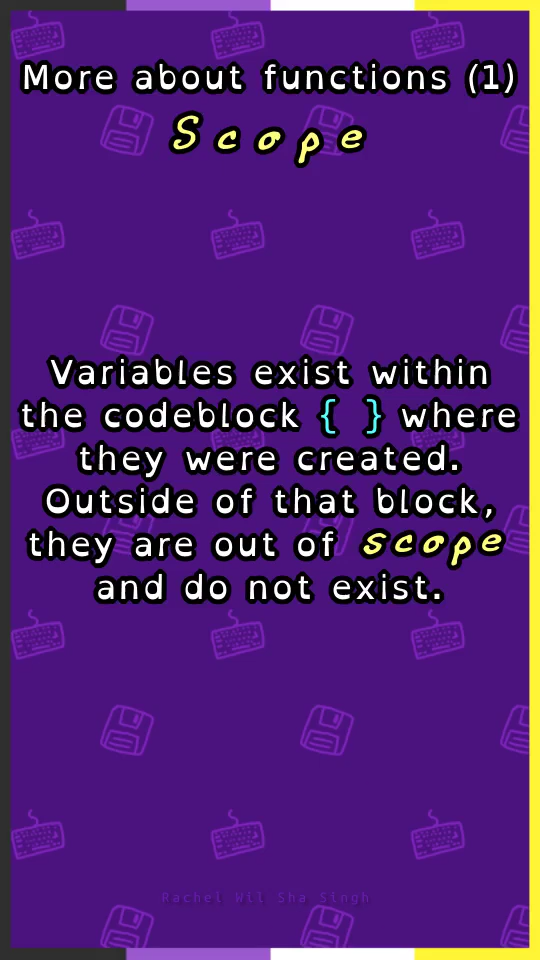 More about functions (1)
Scope
Variables exist within
the codeblock { } where
they were created.
Outside of that block,
they are out of scope
and do not exist.
Rachel Wil Sha Singh